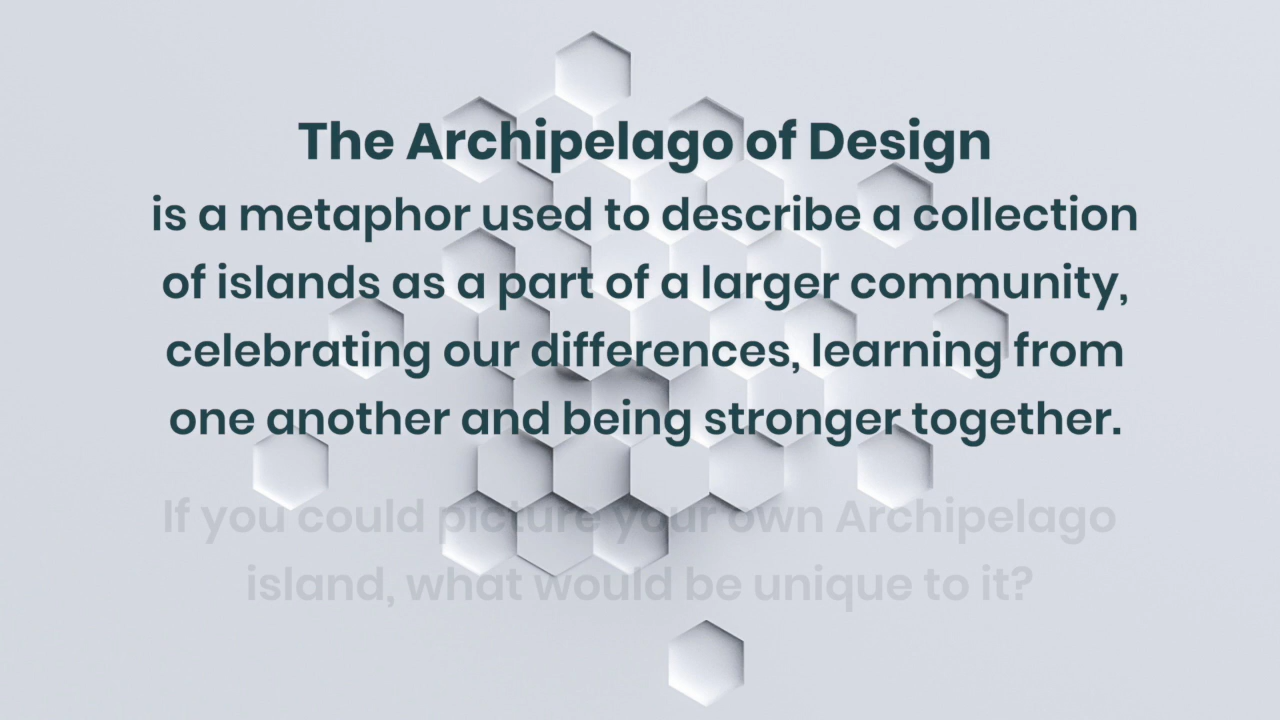 The Archipelago of Design
is a metaphor used to describe a collection
of islands as a part of a larger community,
celebrating our differences, learning from
one another and being stronger together.
If you could picture your own Archipelago
island, what would be unique to it?